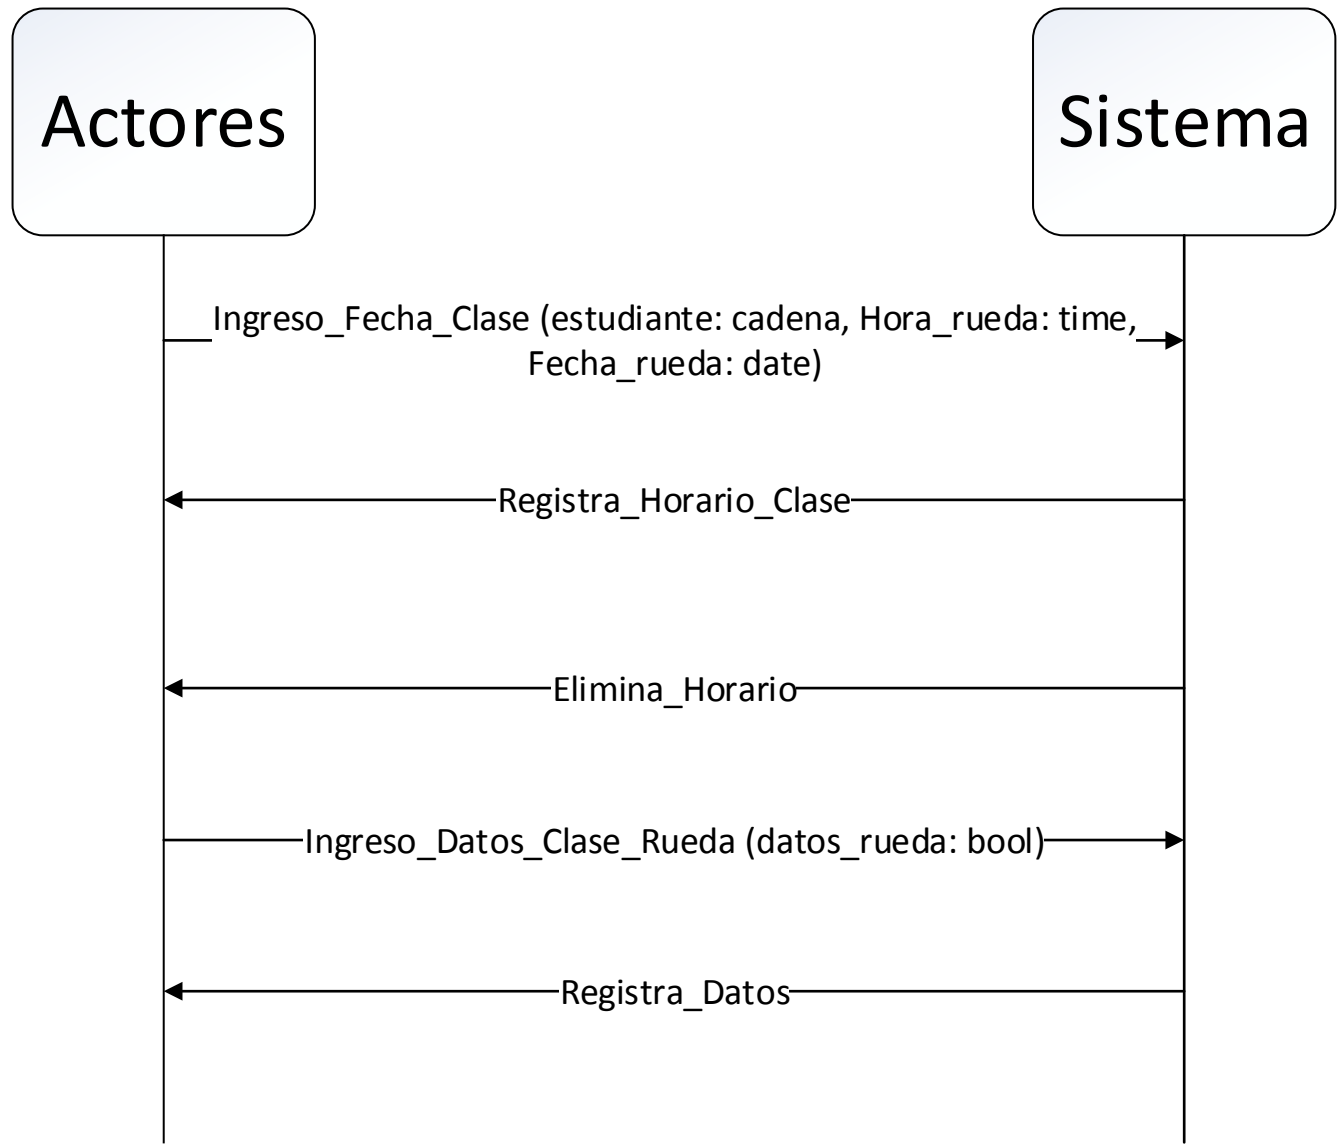 Actores
Sistema
Ingreso_Fecha_Clase (estudiante: cadena, Hora_rueda: time,
Fecha_rueda: date)
Registra_Horario_Clase
Elimina_Horario
Ingreso_Datos_Clase_Rueda (datos_rueda: bool)
Registra_Datos